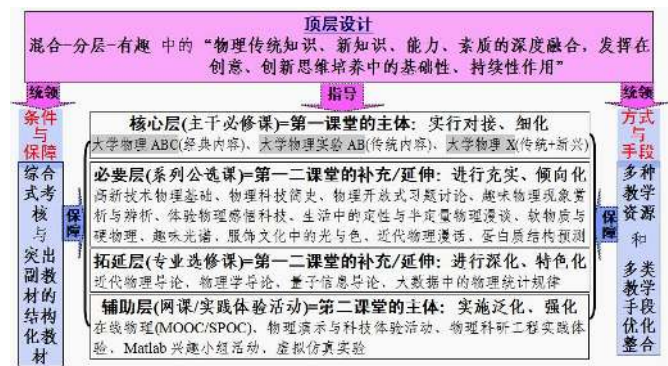 顶层设计
混合-分层-有趣 中的“物理传统知识、新知识、能力、素质的深度融合，发挥在
创意、创新思维培养中的基础性、持续性作用”
统领
指导
统领
条件
与
保障
综合
式考
核
与
突出
副教
材的
结构
化教
材
保障
核心层(主干必修课)=第一课堂的主体：实行对接、细化
大学物理 ABC(经典内容)、大学物理实验 AB(传统内容)、大学物理 X(传统+新兴)
必要层(系列公选课)=第一二课堂的补充/延伸：进行充实、倾向化
高新技术物理基础、物理科技简史、物理开放式习题讨论、趣味物理现象赏
析与辨析、体验物理感悟科技、生活中的定性与半定量物理漫谈、软物质与
硬物理、趣味光谱、服饰文化中的光与色、近代物理漫话、蛋白质结构预测
拓延层(专业选修课)=第一二课堂的补充/延伸：进行深化、特色化
近代物理导论、物理学导论、量子信息导论、大数据中的物理统计规律
辅助层(网课/实践体验活动)=第二课堂的主体：实施泛化、强化
在线物理(MOOC/SPOC)、物理演示与科技体验活动、物理科研工程实践体
验、Matlab 兴趣小组活动、虚拟仿真实验
保障
方式
与
手段
多种
教学
资源
和
多类
教学
手段
优化
整合